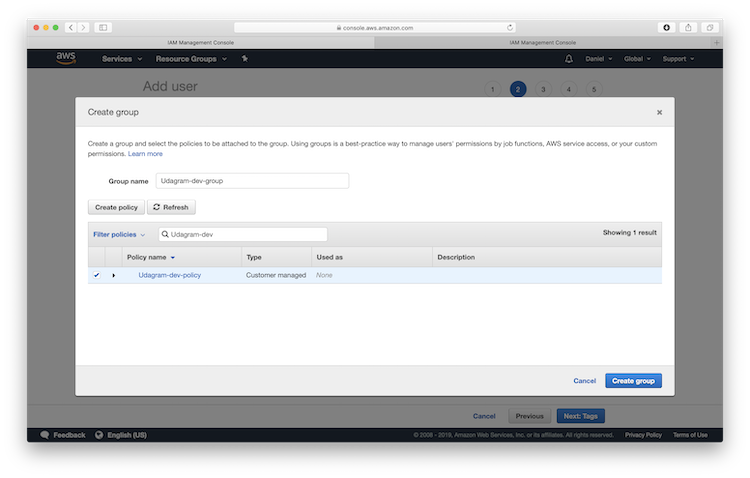 console.aws.amazon.com
IAM Management Console
IAM Management Console
aws Services Resource Groups Daniel Global Support
Add user
1 2 3 4 5
Create group
Create a group and select the policies to be attached to the group. Using groups is a best-practice way to manage users' permissions by job functions, AWS service access, or your custom
permissions. Learn more
Group name Udagram-dev-group
Create policy Refresh
Filter policies Udagram-dev Showing 1 result
Policy name Type Used as Description
Udagram-dev-policy Customer managed None
Cancel Create group
Cancel Previous Next: Tags
Feedback English (US) © 2008 - 2019, Amazon Web Services, Inc. or its affiliates. All rights reserved. Privacy Policy Terms of Use